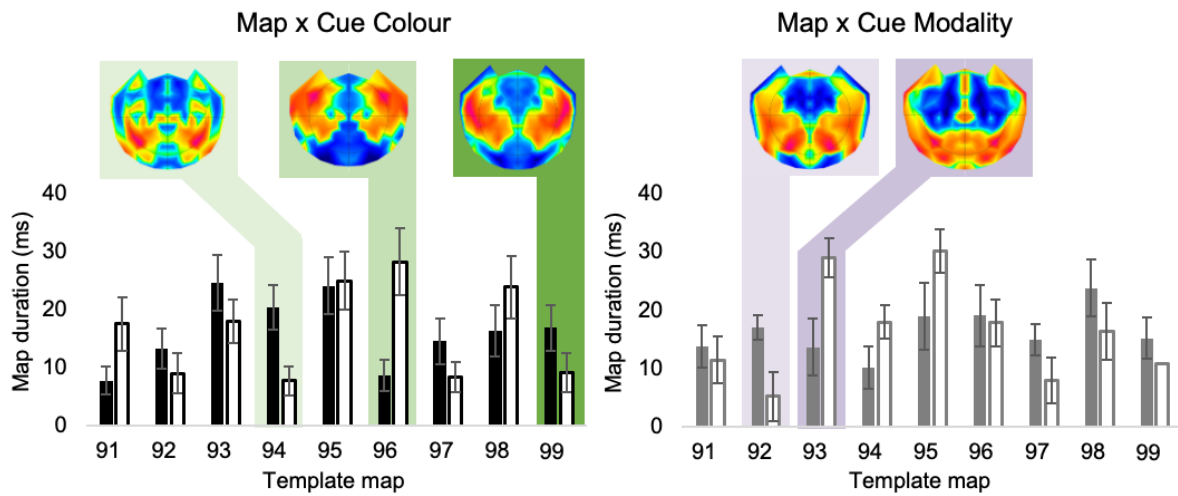 Map x Cue Colour
40
30
20
10
0
Map duration (ms)
91 92 93 94 95 96 97 98 99
Template map
Map x Cue Modality
40
30
20
10
0
Map duration (ms)
91 92 93 94 95 96 97 98 99
Template map